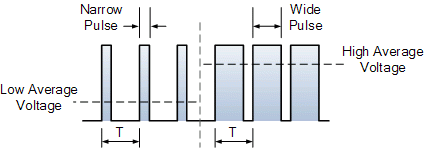 Narrow
Pulse
Wide
Pulse
High Average
Voltage
Low Average
Voltage
T
T